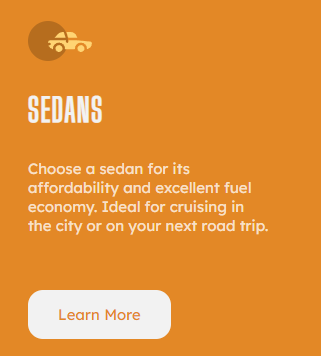 SEDANS
Choose a sedan for its
affordability and excellent fuel
economy. Ideal for cruising in
the city or on your next road trip.
Learn More